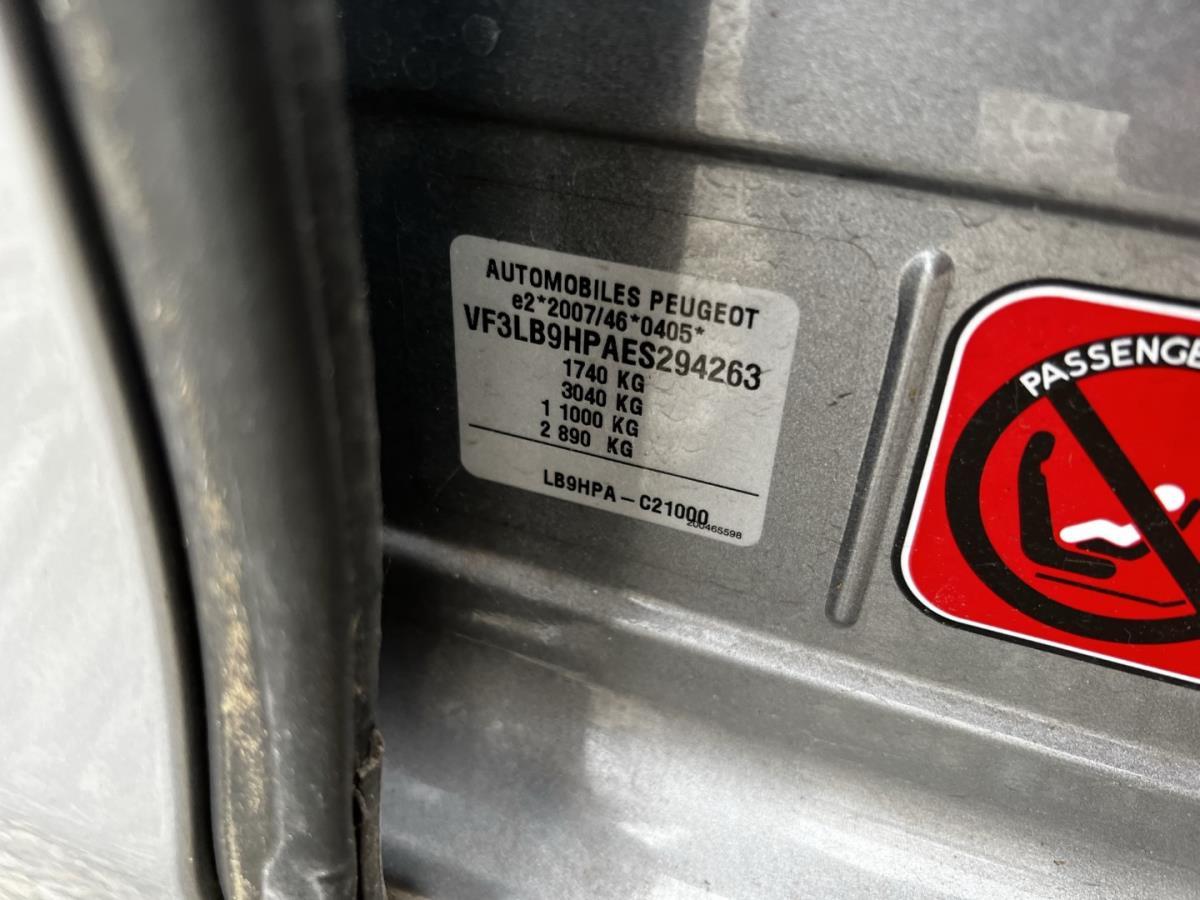 AUTOMOBILES PEUGEOT
e2*2007/46*0405*
VF3LB9HPAES294263
1740 KG
3040 KG
1 1000 KG
2 890 KG
LB9HPA-C21000
200465598